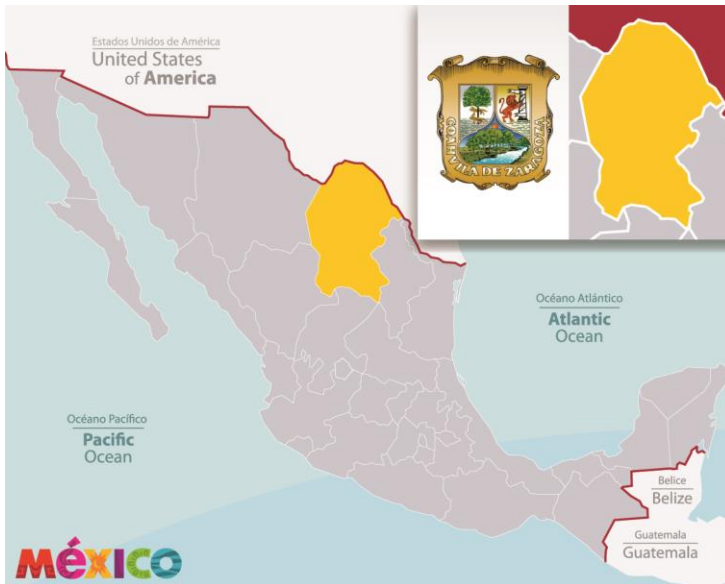 Estados Unidos de América
United States
of America
COAHVILA DE ZARAGOZA
Océano Atlántico
Atlantic
Ocean
Océano Pacífico
Pacific
Ocean
Belice
Belize
Guatemala
Guatemala
México